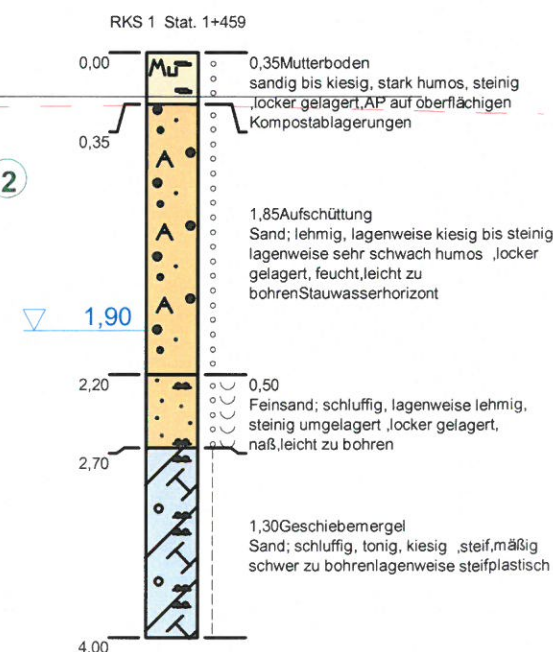 RKS 1 Stat. 1+459
0,00
Mu
0,35Mutterboden
sandig bis kiesig, stark humos, steinig
,locker gelagert,AP auf oberflächigen
Kompostablagerungen
0,35
2
A
1,85Aufschüttung
Sand; lehmig, lagenweise kiesig bis steinig
lagenweise sehr schwach humos ,locker
gelagert, feucht,leicht zu
bohrenStauwasserhorizont
A
A
1,90
2,20
0,50
Feinsand; schluffig, lagenweise lehmig,
steinig umgelagert ,locker gelagert,
naß,leicht zu bohren
2,70
1,30Geschiebemergel
Sand; schluffig, tonig, kiesig ,steif,mäßig
schwer zu bohrenlagenweise steifplastisch
4,00